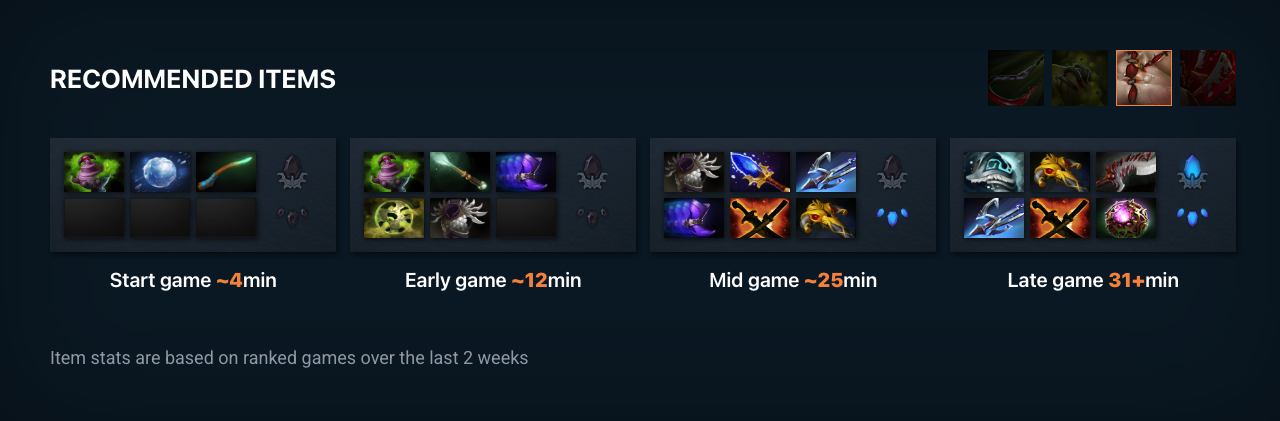 RECOMMENDED ITEMS
Start game ~4min
Early game ~12min
Mid game ~25min
Late game 31+min
Item stats are based on ranked games over the last 2 weeks